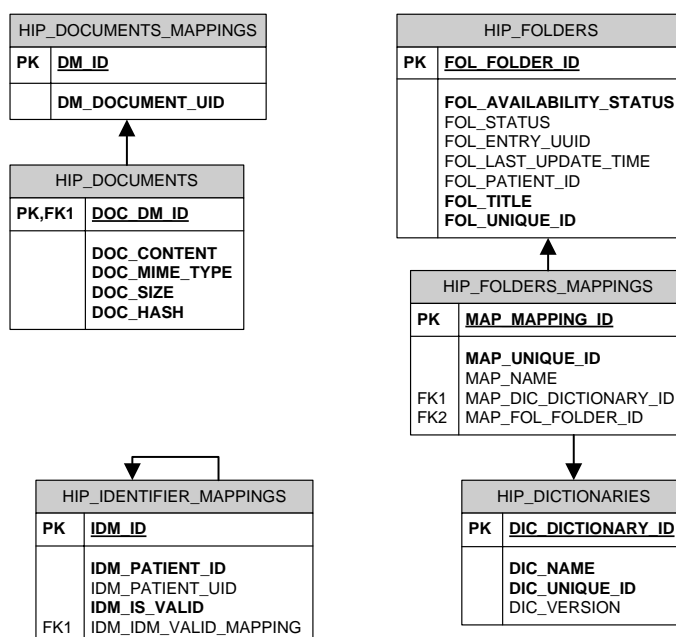 HIP_DOCUMENTS_MAPPINGS
PK DM_ID
DM_DOCUMENT_UID
HIP_DOCUMENTS
PK,FK1 DOC_DM_ID
DOC_CONTENT
DOC_MIME_TYPE
DOC_SIZE
DOC_HASH
HIP_FOLDERS
PK FOL_FOLDER_ID
FOL_AVAILABILITY_STATUS
FOL_STATUS
FOL_ENTRY_UUID
FOL_LAST_UPDATE_TIME
FOL_PATIENT_ID
FOL_TITLE
FOL_UNIQUE_ID
HIP_FOLDERS_MAPPINGS
PK MAP_MAPPING_ID
MAP_UNIQUE_ID
MAP_NAME
FK1 MAP_DIC_DICTIONARY_ID
FK2 MAP_FOL_FOLDER_ID
HIP_IDENTIFIER_MAPPINGS
PK IDM_ID
IDM_PATIENT_ID
IDM_PATIENT_UID
IDM_IS_VALID
FK1 IDM_IDM_VALID_MAPPING
HIP_DICTIONARIES
PK DIC_DICTIONARY_ID
DIC_NAME
DIC_UNIQUE_ID
DIC_VERSION